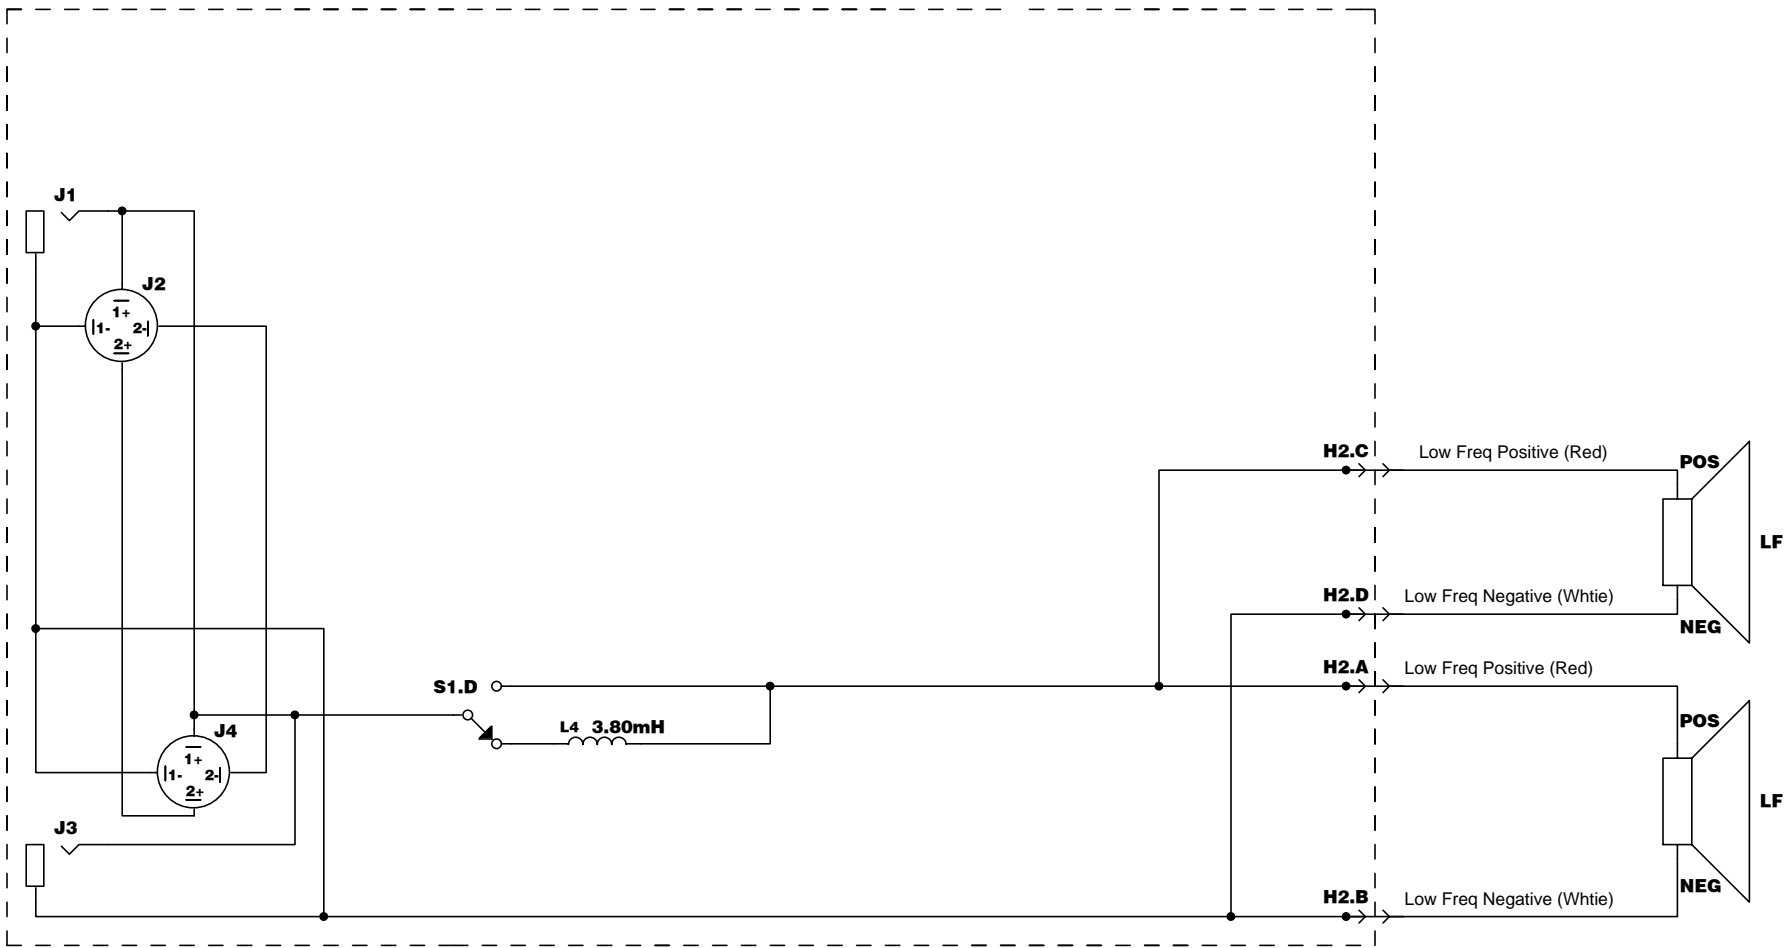 J1
J2
1+
1- 2-
2+
H2.C Low Freq Positive (Red)
POS
LF
H2.D Low Freq Negative (Whtie)
NEG
H2.A Low Freq Positive (Red)
S1.D
POS
L4 3.80mH
J4
1+
1- 2-
2+
LF
J3
NEG
H2.B Low Freq Negative (Whtie)